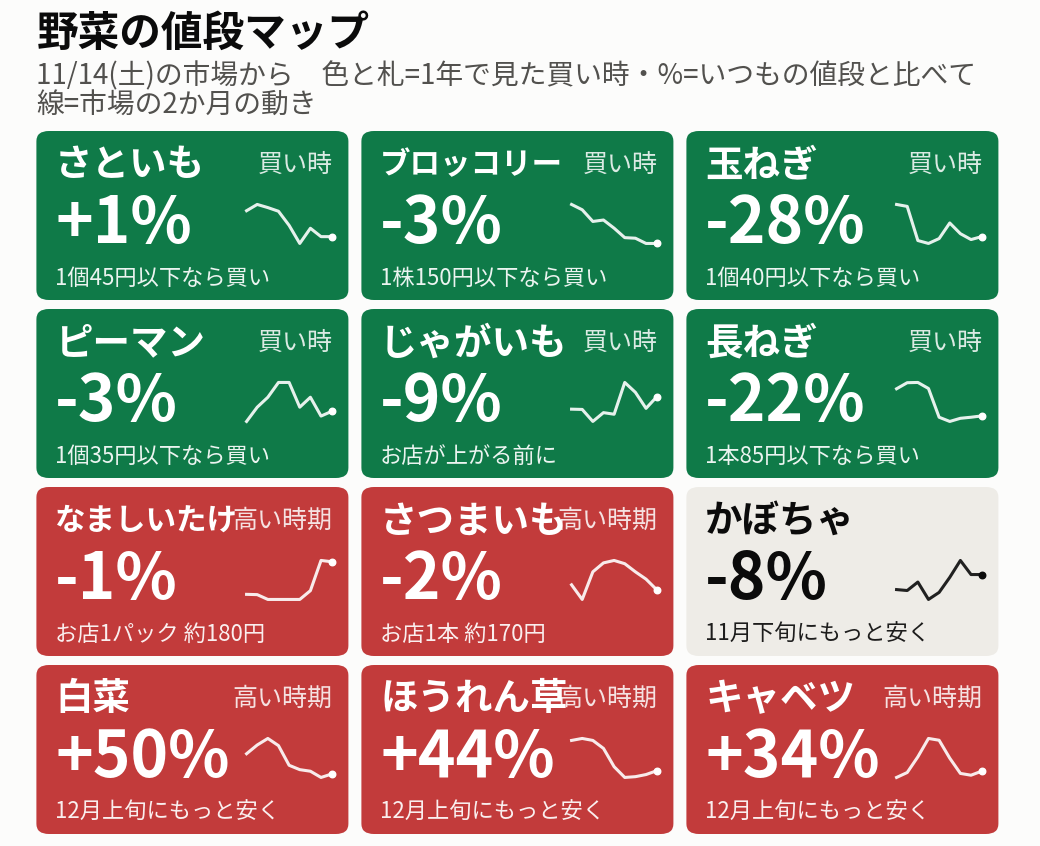 野菜の値段マップ
11/14(土)の市場から　色と札=1年で見た買い時・%=いつもの値段と比べて
線=市場の2か月の動き
さといも 買い時
+1%
1個45円以下なら買い
ブロッコリー 買い時
-3%
1株150円以下なら買い
玉ねぎ 買い時
-28%
1個40円以下なら買い
ピーマン 買い時
-3%
1個35円以下なら買い
じゃがいも 買い時
-9%
お店が上がる前に
長ねぎ 買い時
-22%
1本85円以下なら買い
なましいたけ 高い時期
-1%
お店1パック 約180円
さつまいも 高い時期
-2%
お店1本 約170円
かぼちゃ
-8%
11月下旬にもっと安く
白菜 高い時期
+50%
12月上旬にもっと安く
ほうれん草 高い時期
+44%
12月上旬にもっと安く
キャベツ 高い時期
+34%
12月上旬にもっと安く